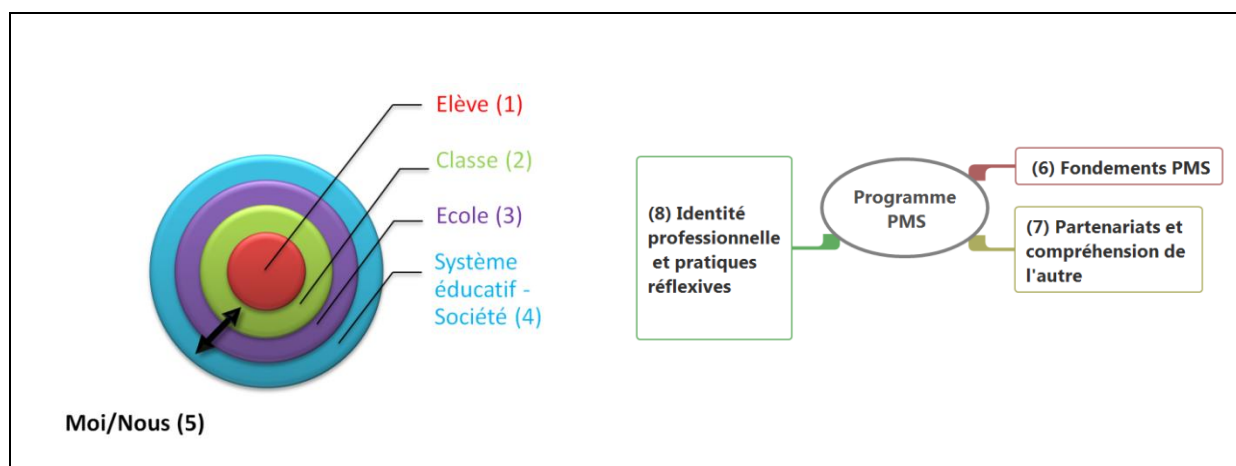 Elève (1)
Classe (2)
Ecole (3)
Système
éducatif -
Société (4)
Moi/Nous (5)
(8) Identité
professionnelle
et pratiques
réflexives
Programme
PMS
(6) Fondements PMS
(7) Partenariats et
compréhension de
l'autre